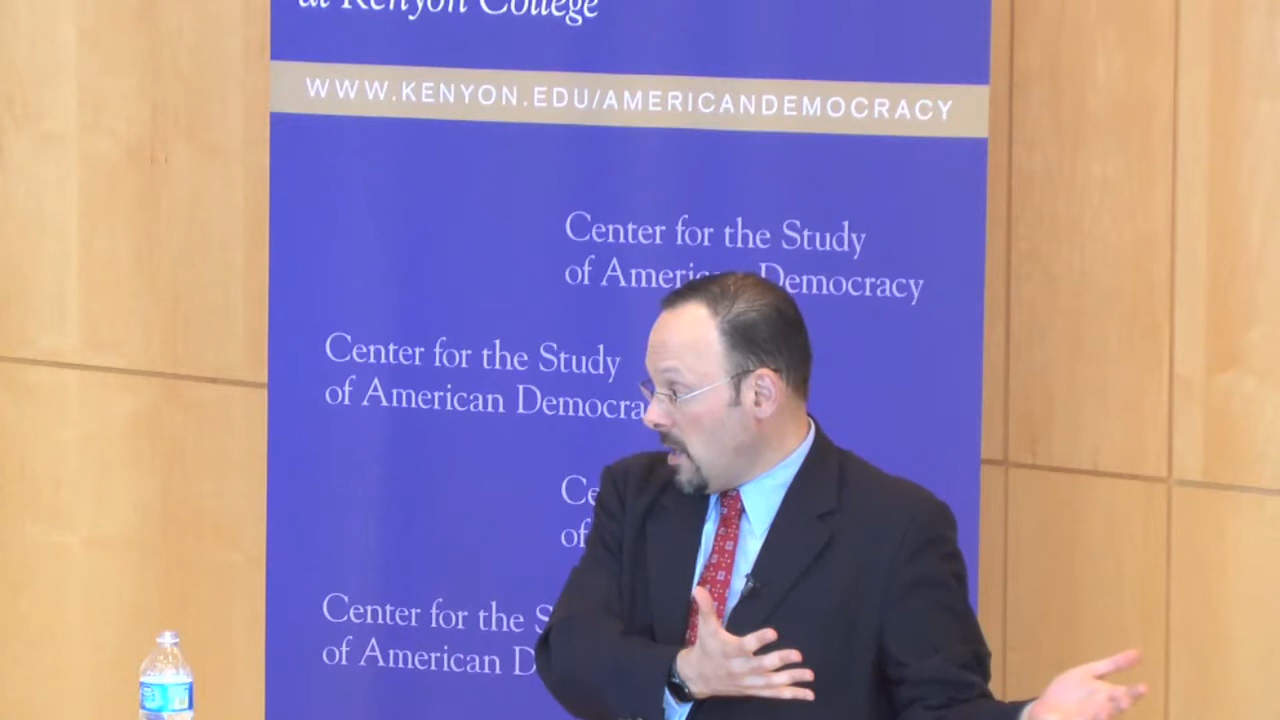 at Kenyon College
WWW.KENYON.EDU/AMERICANDEMOCRACY
Center for the Study
of American Democracy
Center for the Study
of American Democra
Ce
of
Center for the S
of American D